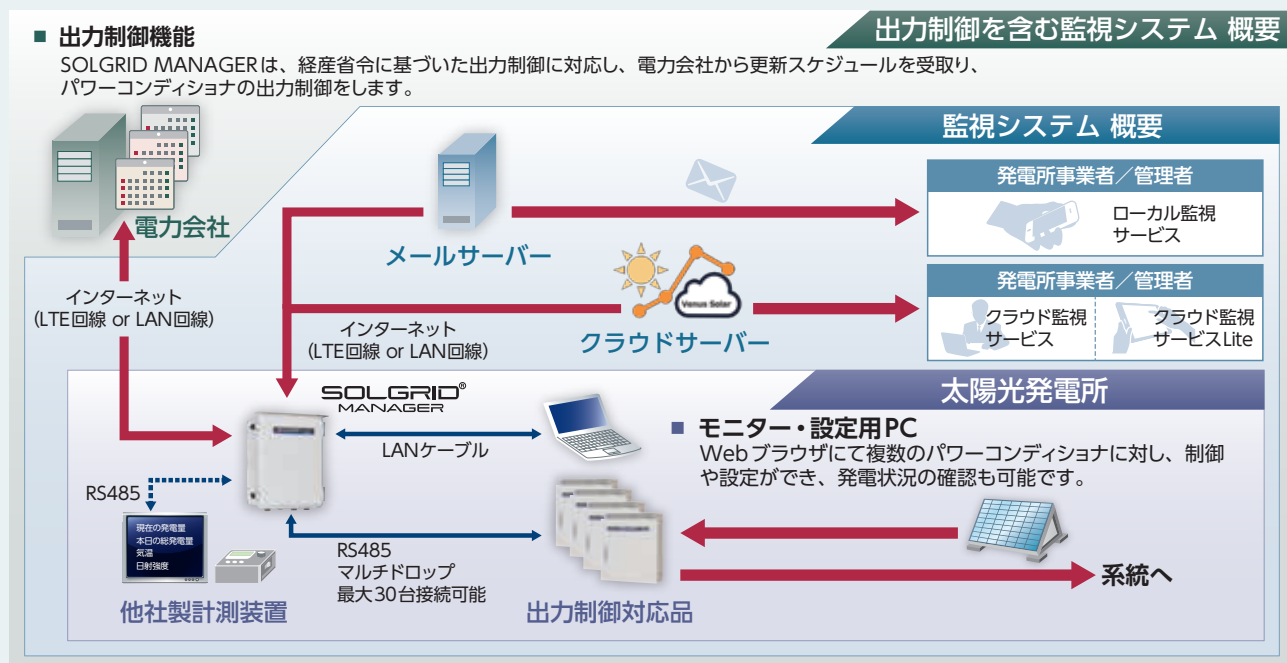 出力制御を含む監視システム 概要
■ 出力制御機能
SOLGRID MANAGERは、経産省令に基づいた出力制御に対応し、電力会社から更新スケジュールを受取り、
パワーコンディショナの出力制御をします。
監視システム 概要
電力会社
メールサーバー
発電所事業者／管理者
ローカル監視
サービス
Venus Solar
クラウドサーバー
発電所事業者／管理者
クラウド監視
サービス
クラウド監視
サービスLite
インターネット
（LTE回線 or LAN回線）
インターネット
（LTE回線 or LAN回線）
太陽光発電所
SOLGRID®
MANAGER
LANケーブル
■ モニター・設定用PC
Webブラウザにて複数のパワーコンディショナに対し、制御
や設定ができ、発電状況の確認も可能です。
RS485
現在の発電量
本日の総発電量
気温
日射強度
他社製計測装置
RS485
マルチドロップ
最大30台接続可能
出力制御対応品
系統へ